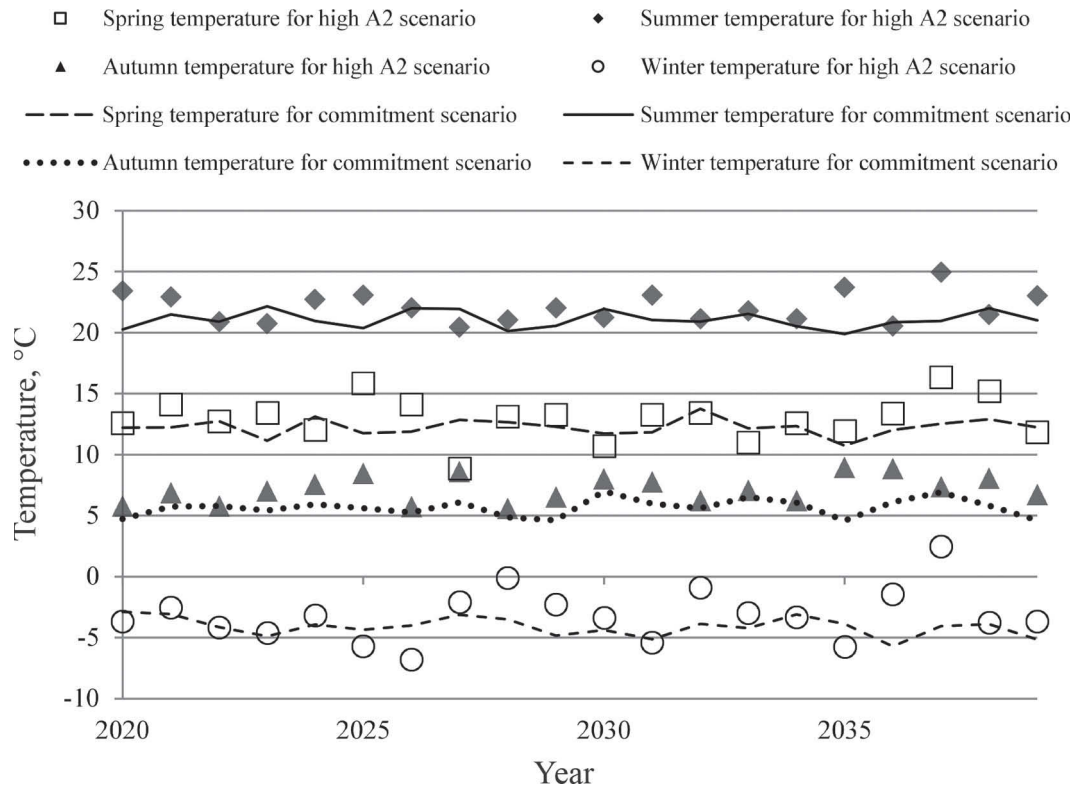 Spring temperature for high A2 scenario
Summer temperature for high A2 scenario
Autumn temperature for high A2 scenario
Winter temperature for high A2 scenario
Spring temperature for commitment scenario
Summer temperature for commitment scenario
Autumn temperature for commitment scenario
Winter temperature for commitment scenario
Temperature, °C
30
25
20
15
10
5
0
-5
-10
2020
2025
2030
2035
Year